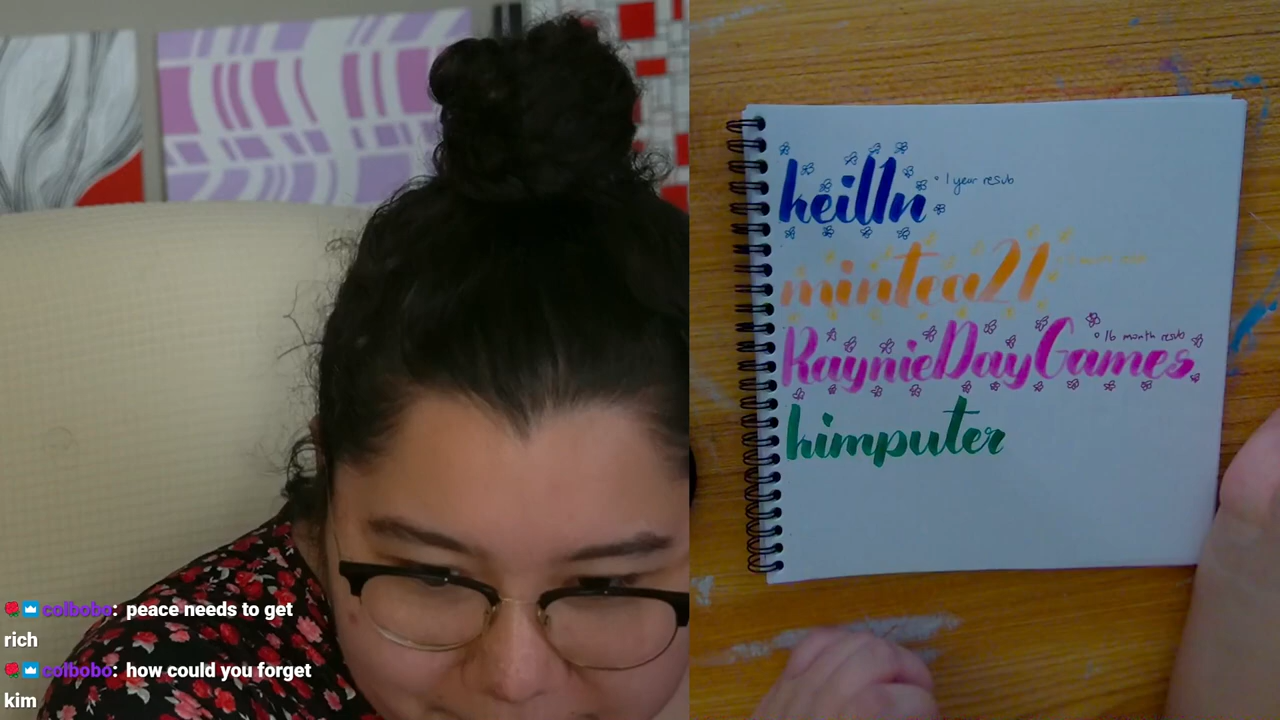 colbobo: peace needs to get
rich
colbobo: how could you forget
kim
keilln
1 year resub
mintea21
RaynieDayGames
16 month resub
kimputer